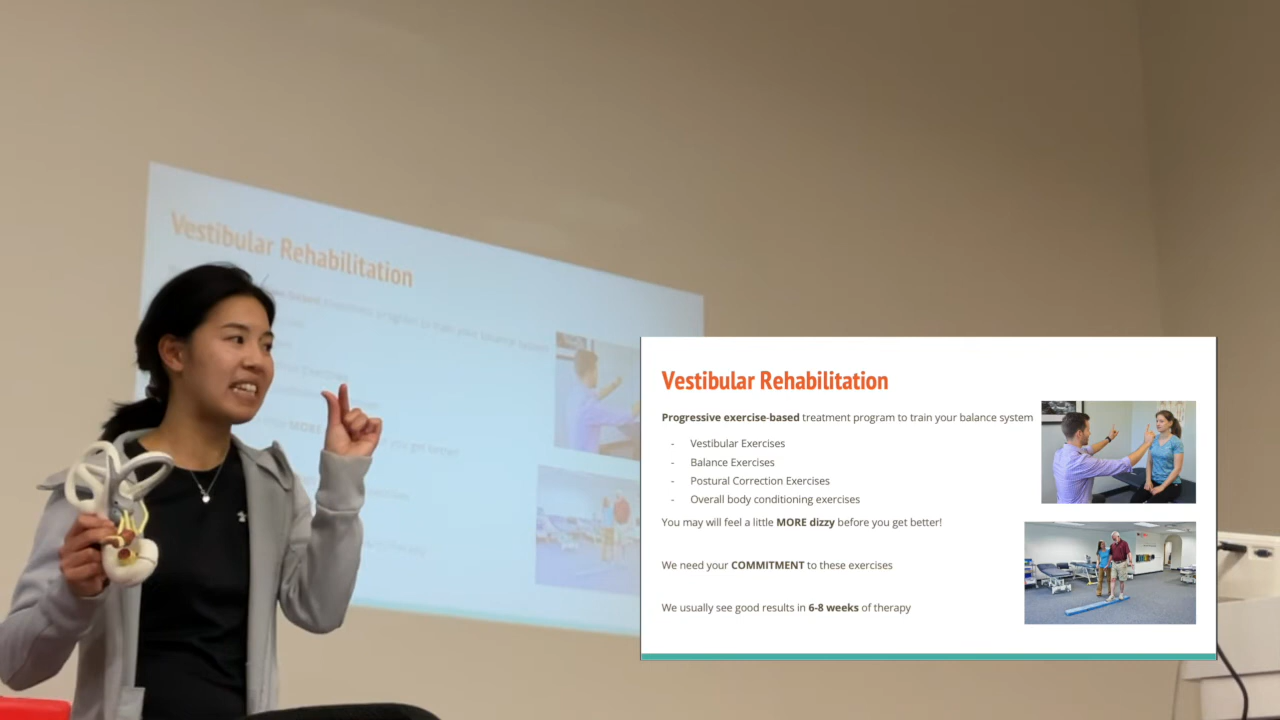 Vestibular Rehabilitation
MORE
Vestibular Rehabilitation
Progressive exercise-based treatment program to train your balance system
- Vestibular Exercises
- Balance Exercises
- Postural Correction Exercises
- Overall body conditioning exercises
You may will feel a little MORE dizzy before you get better!
We need your COMMITMENT to these exercises
We usually see good results in 6-8 weeks of therapy